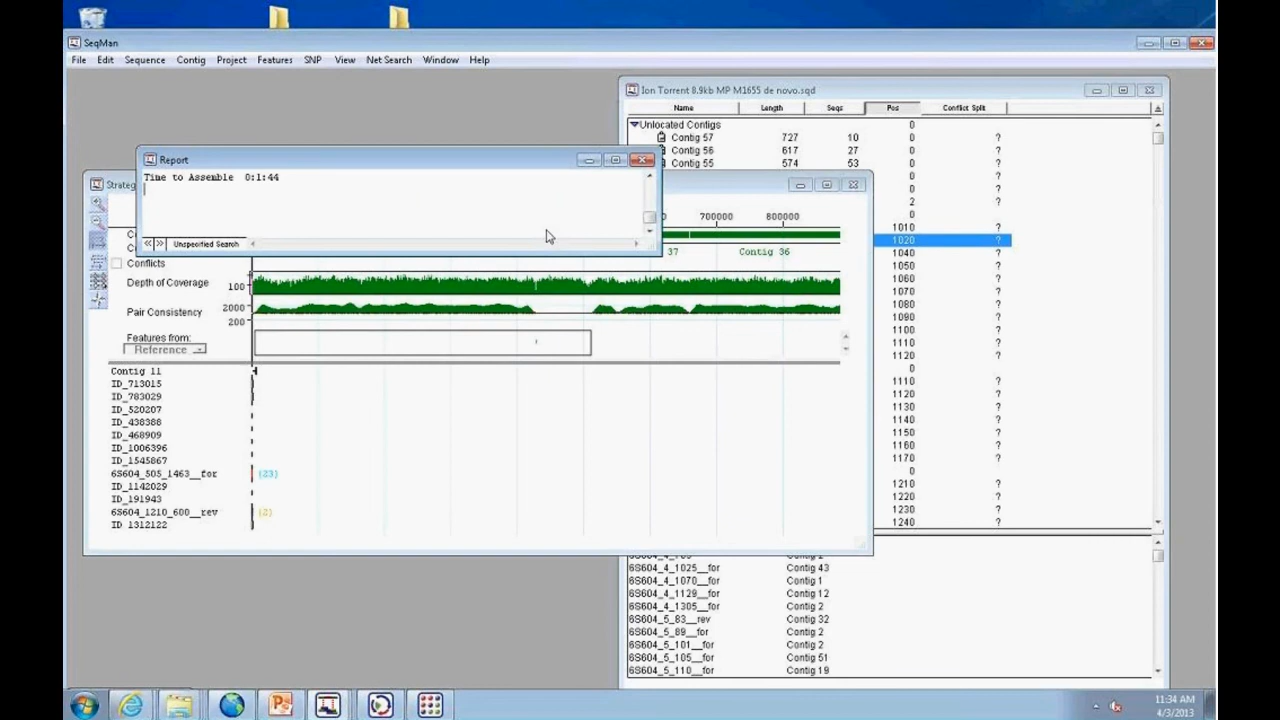 SeqMan
File Edit Sequence Contig Project Features SNP View Net Search Window Help
Ion Torrent 8.9kb MP M1655 de novo.sqd
Name Length Seqs Pos Conflict Split
Unlocated Contigs 0
Contig 57 727 10 0 ?
Contig 56 617 27 0 ?
Contig 55 574 53 0 ?
0 ?
0 ?
2 ?
0
1010 ?
1020 ?
1040 ?
1050 ?
1060 ?
1070 ?
1080 ?
1090 ?
1100 ?
1110 ?
1120 ?
0
1110 ?
1120 ?
1130 ?
1140 ?
1150 ?
1160 ?
1170 ?
0
1210 ?
1220 ?
1230 ?
1240 ?
Report
Time to Assemble 0:1:44
Unspecified Search
Strateg
700000 800000
37 Contig 36
Conflicts
Depth of Coverage 100
Pair Consistency 2000
200
Features from:
Reference
Contig 11
ID_713015
ID_783029
ID_520207
ID_438388
ID_468909
ID_1006396
ID_1545867
6S604_505_1463__for (23)
ID_1142029
ID_191943
6S604_1210_600__rev (2)
ID 1312122
6S604_4_1025__for Contig 43
6S604_4_1070__for Contig 1
6S604_4_1129__for Contig 12
6S604_4_1305__for Contig 2
6S604_5_83__rev Contig 32
6S604_5_89__for Contig 2
6S604_5_101__for Contig 2
6S604_5_105__for Contig 51
6S604_5_110__for Contig 19
11:34 AM
4/3/2013